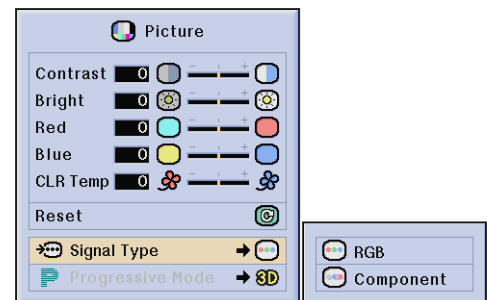 Picture
Contrast 0 - +
Bright 0 - +
Red 0 - +
Blue 0 - +
CLR Temp 0 - +
Reset
Signal Type
P Progressive Mode 3D
RGB
Component